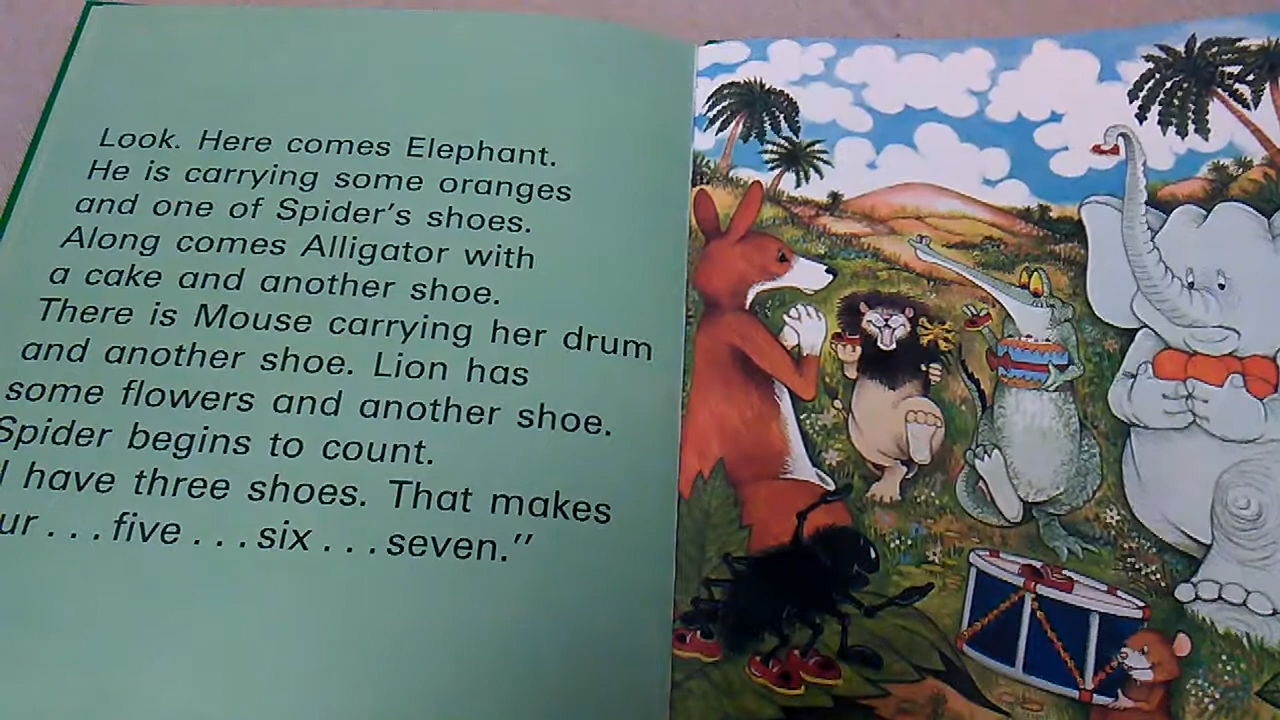 Look. Here comes Elephant.
He is carrying some oranges
and one of Spider's shoes.
Along comes Alligator with
a cake and another shoe.
There is Mouse carrying her drum
and another shoe. Lion has
some flowers and another shoe.
Spider begins to count.
I have three shoes. That makes
ur . . . five . . . six . . . seven."